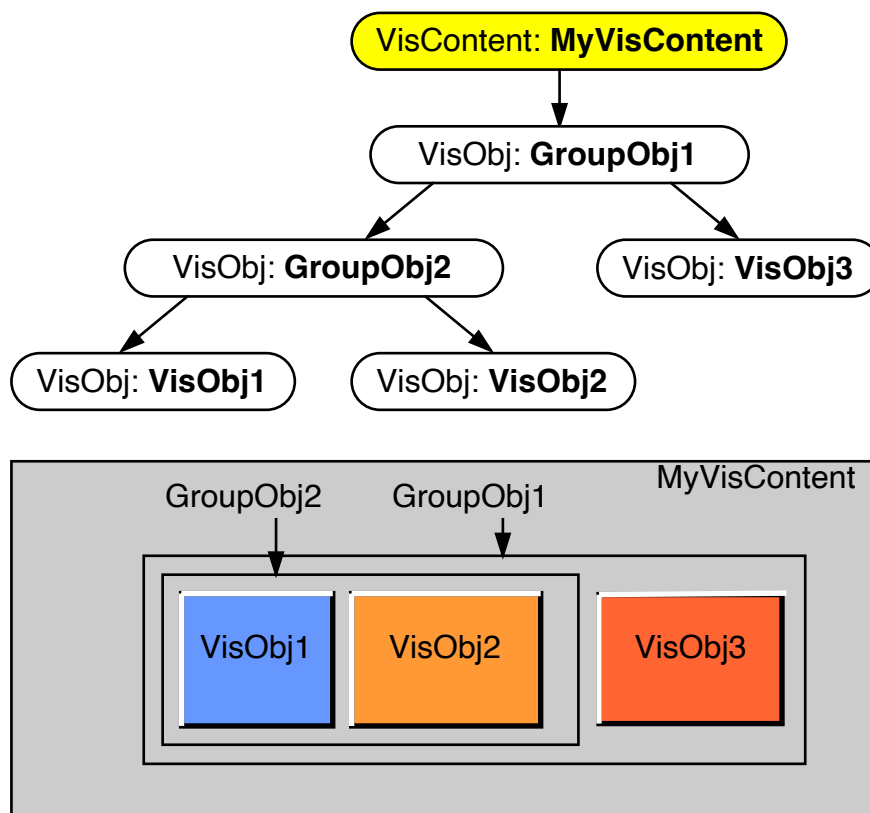 VisContent: MyVisContent
VisObj: GroupObj1
VisObj: GroupObj2
VisObj: VisObj3
VisObj: VisObj1
VisObj: VisObj2
MyVisContent
GroupObj2
GroupObj1
VisObj1
VisObj2
VisObj3